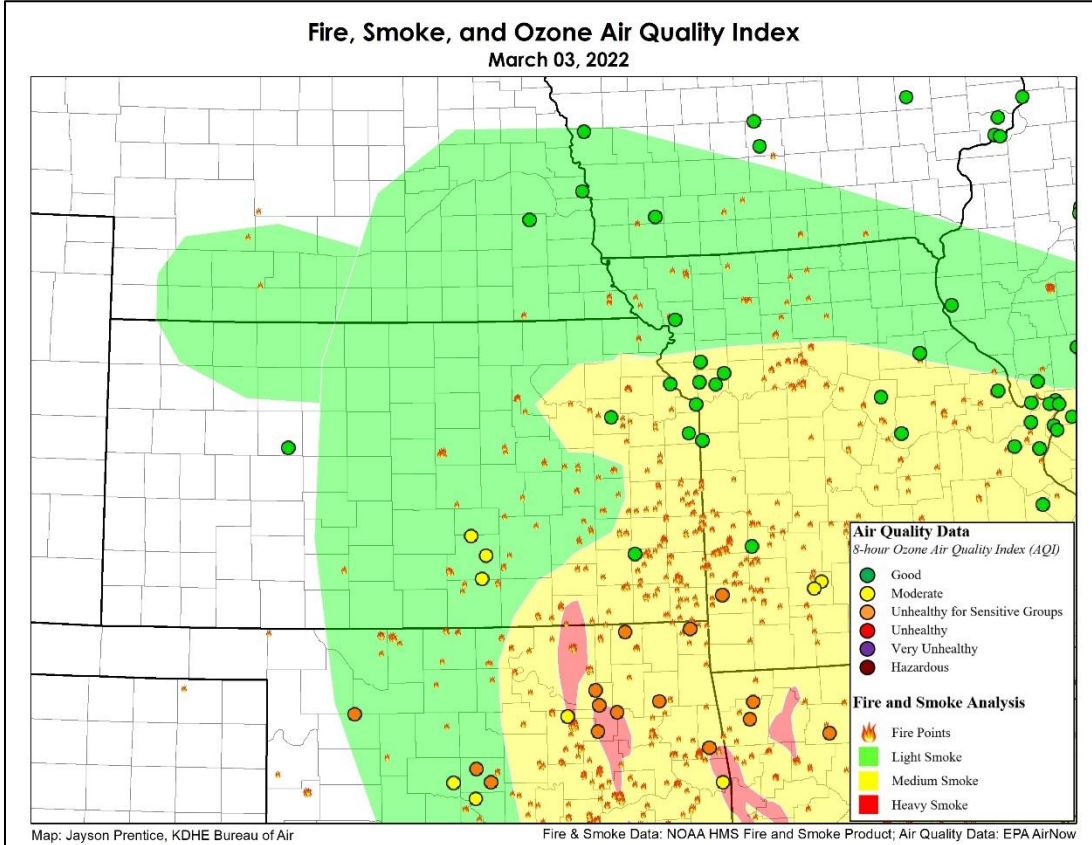 Fire, Smoke, and Ozone Air Quality Index
March 03, 2022
Air Quality Data
8-hour Ozone Air Quality Index (AQI)
Good
Moderate
Unhealthy for Sensitive Groups
Unhealthy
Very Unhealthy
Hazardous
Fire and Smoke Analysis
Fire Points
Light Smoke
Medium Smoke
Heavy Smoke
Map: Jayson Prentice, KDHE Bureau of Air
Fire & Smoke Data: NOAA HMS Fire and Smoke Product; Air Quality Data: EPA AirNow